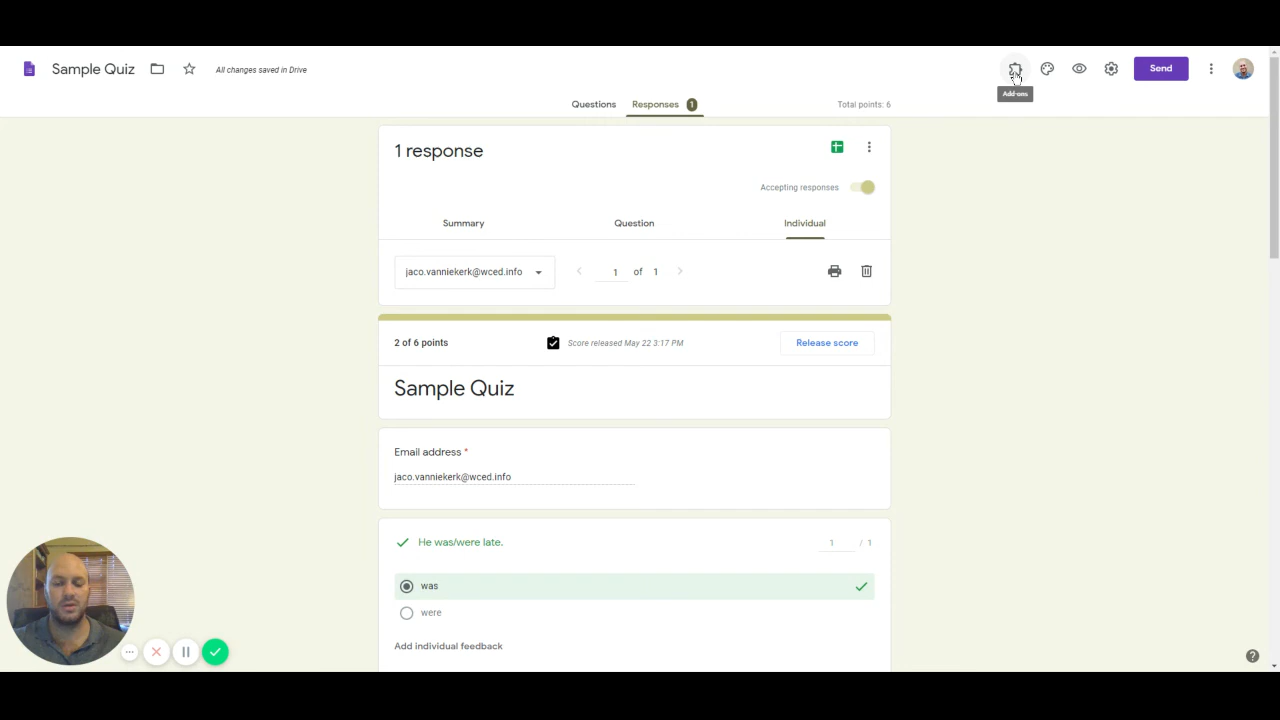 Sample Quiz
All changes saved in Drive
Send
Add-ons
Questions
Responses 1
Total points: 6
1 response
Accepting responses
Summary
Question
Individual
jaco.vanniekerk@wced.info
1 of 1
2 of 6 points
Score released May 22 3:17 PM
Release score
Sample Quiz
Email address *
jaco.vanniekerk@wced.info
He was/were late.
1 / 1
was
were
Add individual feedback